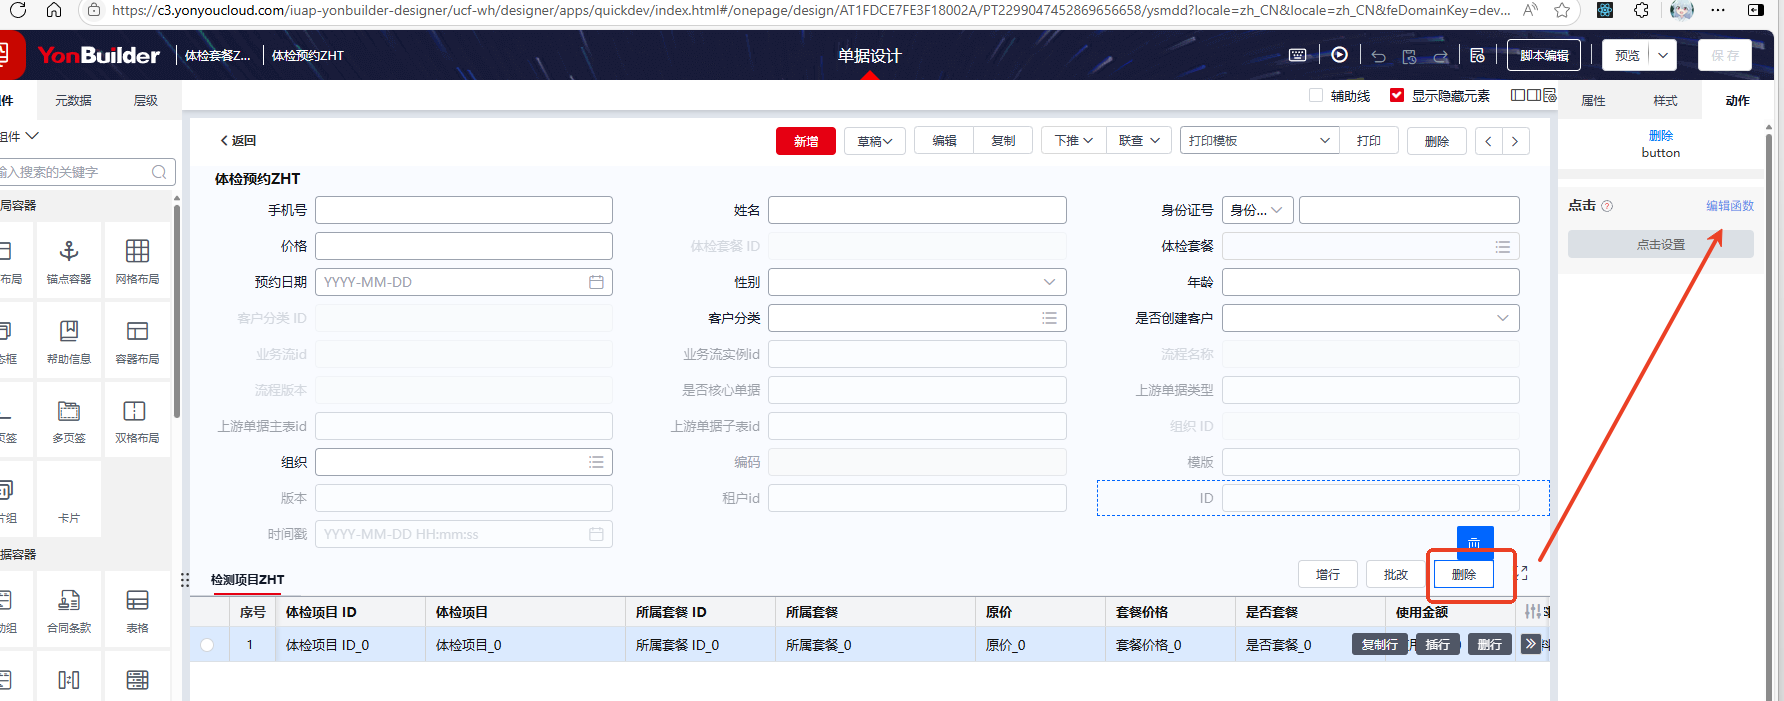 https://c3.yonyoucloud.com/iuap-yonbuilder-designer/ucf-wh/designer/apps/quickdev/index.html#/onepage/design/AT1FDCE7FE3F18002A/PT2299047452869656658/ysmdd?locale=zh_CN&locale=zh_CN&feDomainKey=dev...
YonBuilder 体检套餐Z... 体检预约ZHT 单据设计 脚本编辑 预览 保存
件 元数据 层级 辅助线 显示隐藏元素 属性 样式 动作
组件
输入搜索的关键字
返回 新增 草稿 编辑 复制 下推 联查 打印模板 打印 删除
删除
button
体检预约ZHT
点击 编辑函数
点击设置
局容器
布局 锚点容器 网格布局
态框 帮助信息 容器布局
页签 多页签 双格布局
片组 卡片
据容器
动组 合同条款 表格
手机号 姓名 身份证号 身份...
价格 体检套餐 ID 体检套餐
预约日期 YYYY-MM-DD 性别 年龄
客户分类 ID 客户分类 是否创建客户
业务流id 业务流实例id 流程名称
流程版本 是否核心单据 上游单据类型
上游单据主表id 上游单据子表id 组织 ID
组织 编码 模版
版本 租户id ID
时间戳 YYYY-MM-DD HH:mm:ss
检测项目ZHT 增行 批改 删除
序号 体检项目 ID 体检项目 所属套餐 ID 所属套餐 原价 套餐价格 是否套餐 使用金额
1 体检项目 ID_0 体检项目_0 所属套餐 ID_0 所属套餐_0 原价_0 套餐价格_0 是否套餐_0 复制行 插行 删行